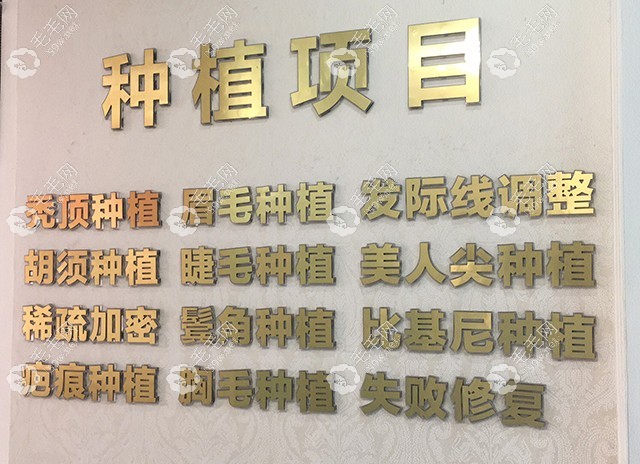 种植项目
秃顶种植 眉毛种植 发际线调整
胡须种植 睫毛种植 美人尖种植
稀疏加密 鬓角种植 比基尼种植
疤痕种植 胸毛种植 失败修复